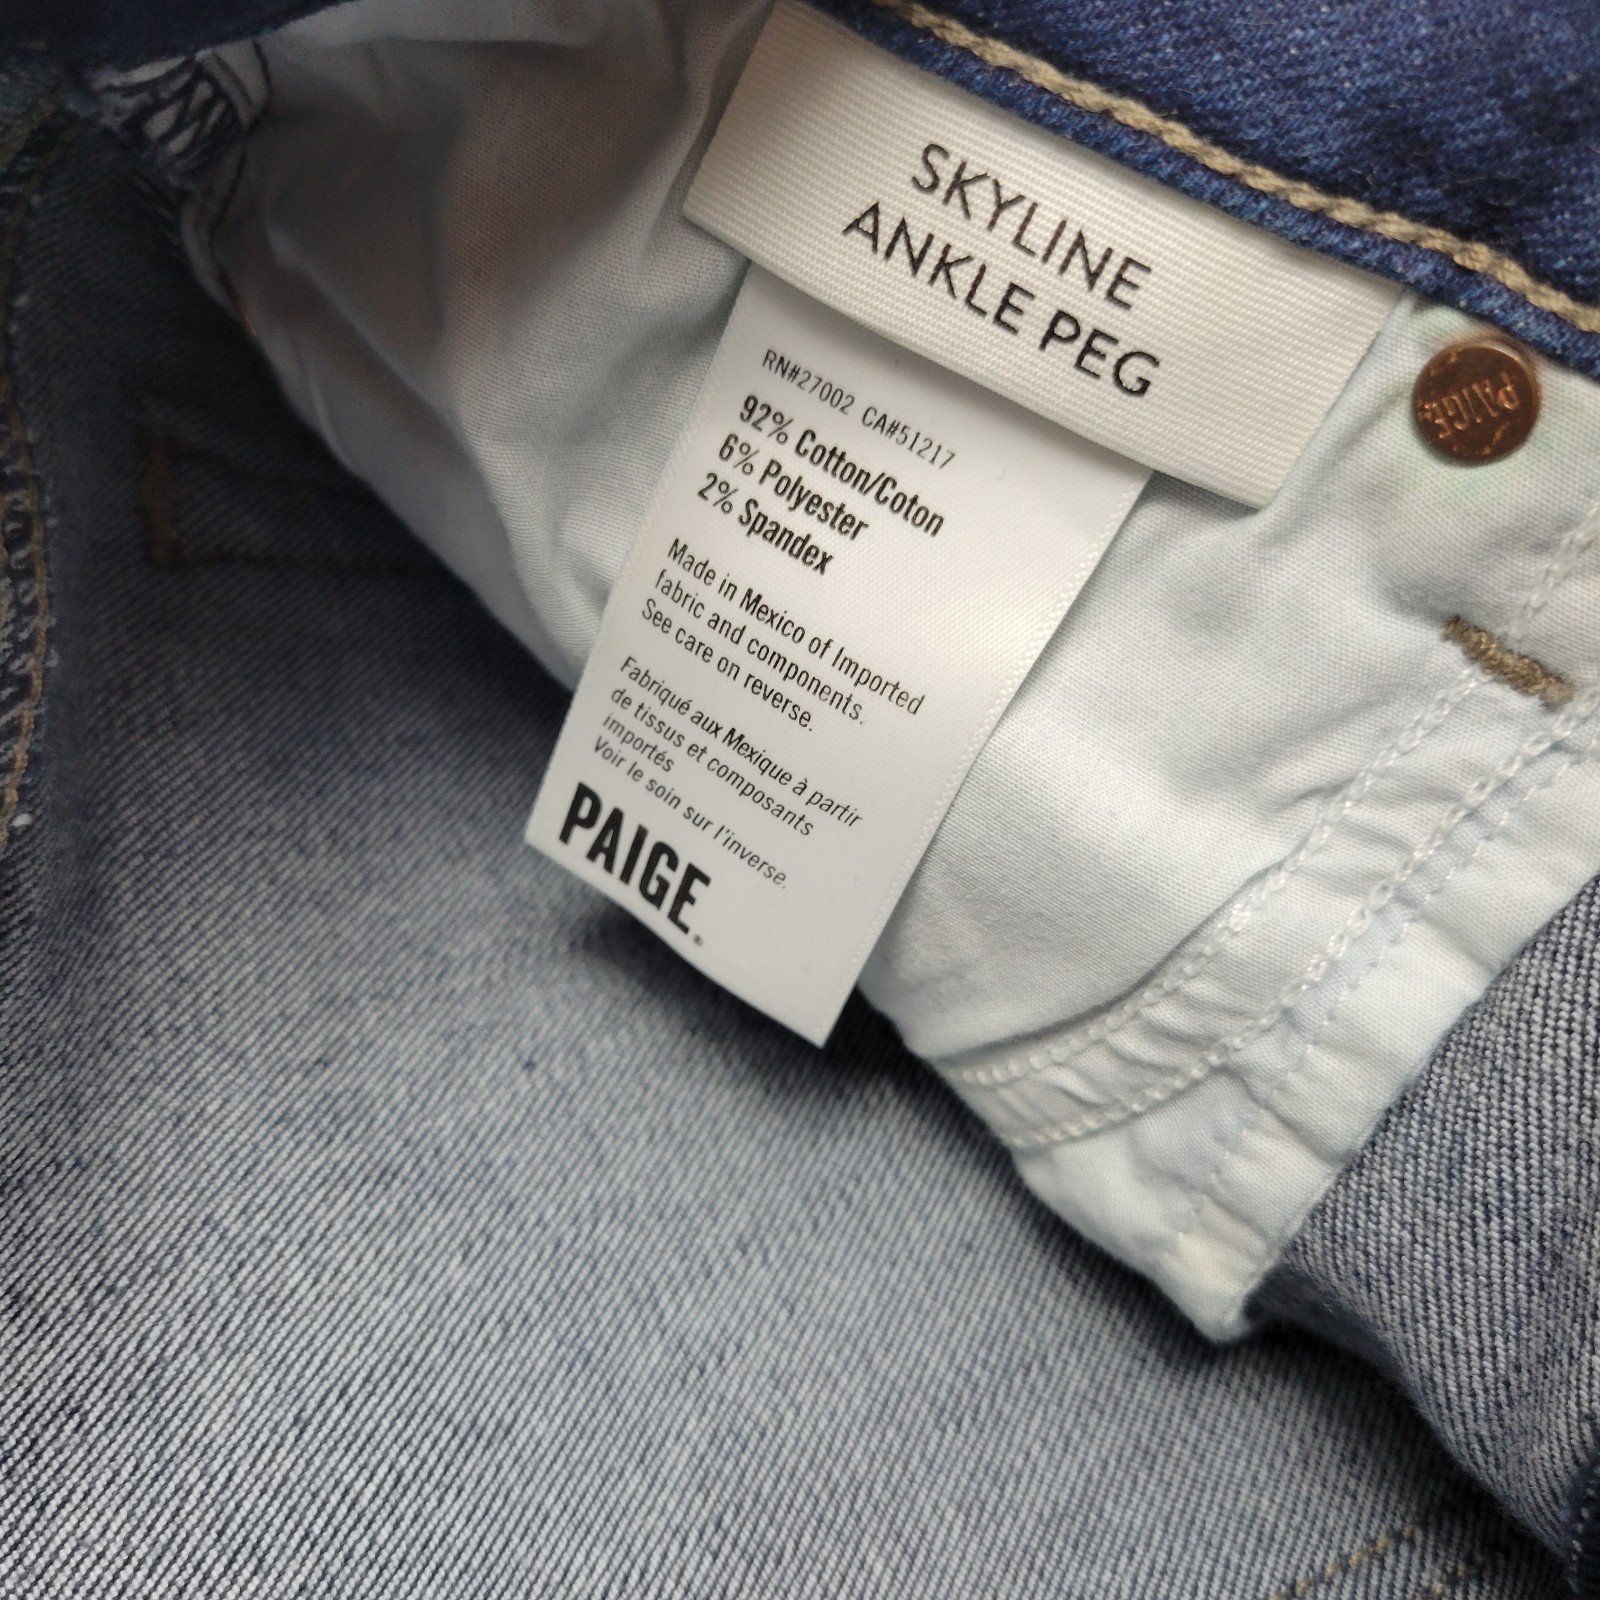 SKYLINE
ANKLE PEG
RN#27002 CA#51217
92% Cotton/Coton
6% Polyester
2% Spandex
Made in Mexico of Imported
fabric and components.
See care on reverse.
Fabriqué aux Mexique à partir
de tissus et composants
importés
Voir le soin sur l'inverse.
PAIGE®
PAIGE